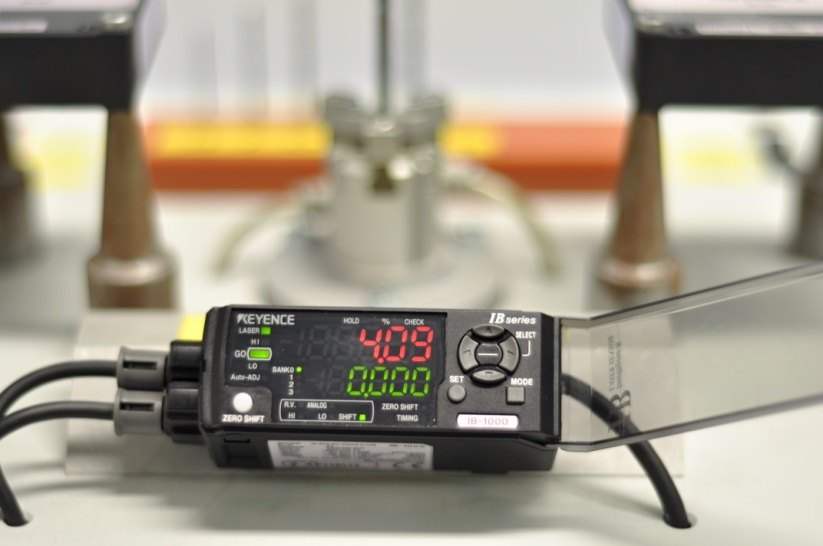 KEYENCE
HOLD % CHECK
IB series
LASER
HI
GO
LO
Auto-ADJ
4.09
SELECT
BANK0
1
2
3
0.000
SET
MODE
R.V. ANALOG
HI LO SHIFT
ZERO SHIFT
TIMING
ZERO SHIFT
IB-1000